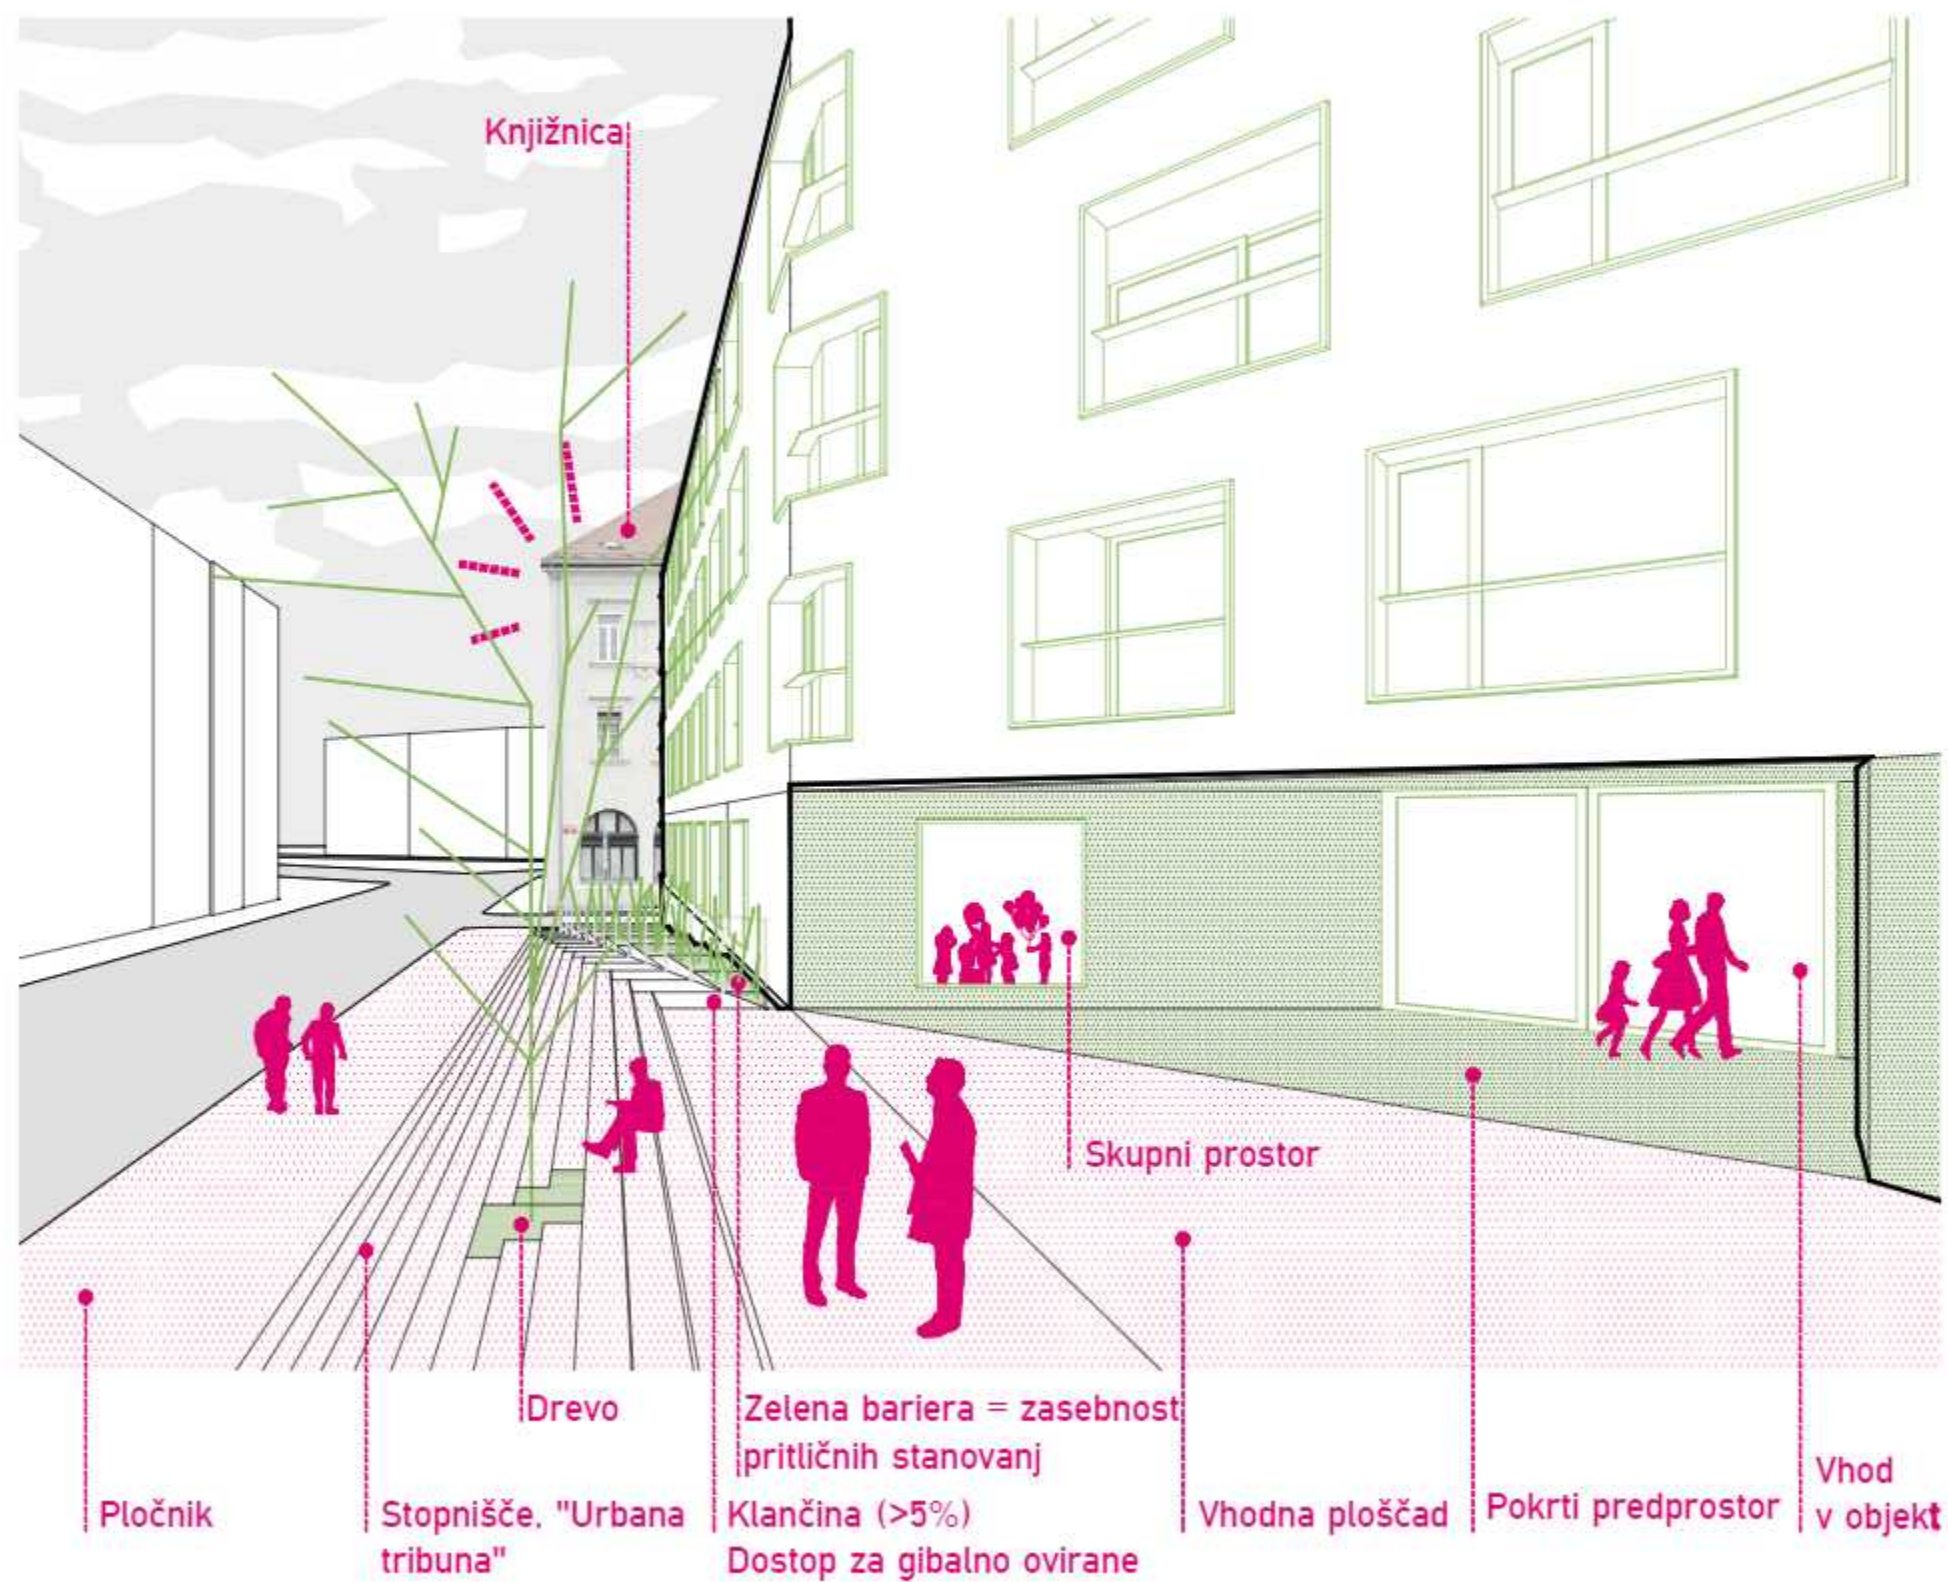 Knjižnica
Skupni prostor
Drevo
Zelena bariera = zasebnost
pritličnih stanovanj
Pločnik
Stopnišče, "Urbana
tribuna"
Klančina (>5%)
Dostop za gibalno ovirane
Vhodna ploščad
Pokrti predprostor
Vhod
v objekt